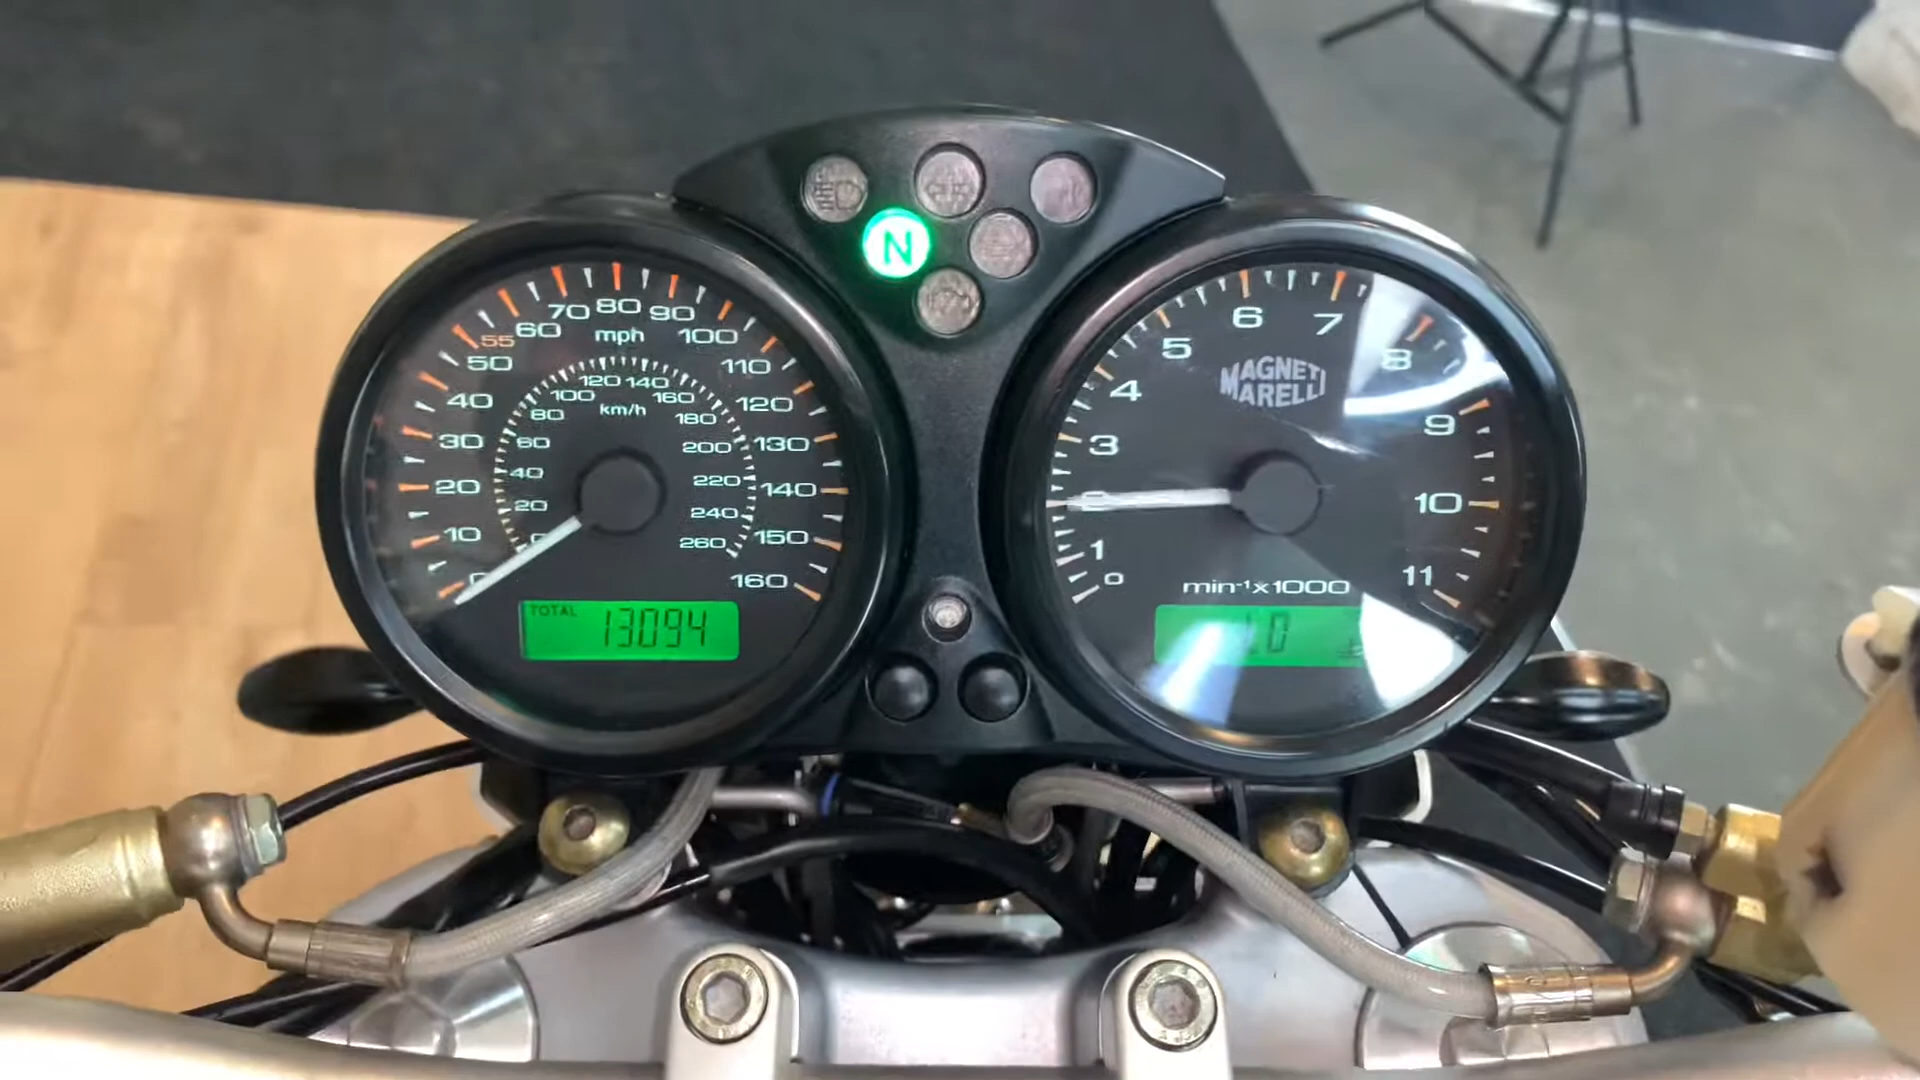 N
70 80 90
60 mph 100
55
50 110
40 120
30 130
20 140
10 150
0 160
120 140
100 160
80 km/h 180
60 200
40 220
20 240
260
TOTAL 13094
6 7
5 8
4 9
3 10
1 11
0
MAGNETI
MARELLI
min-1x1000